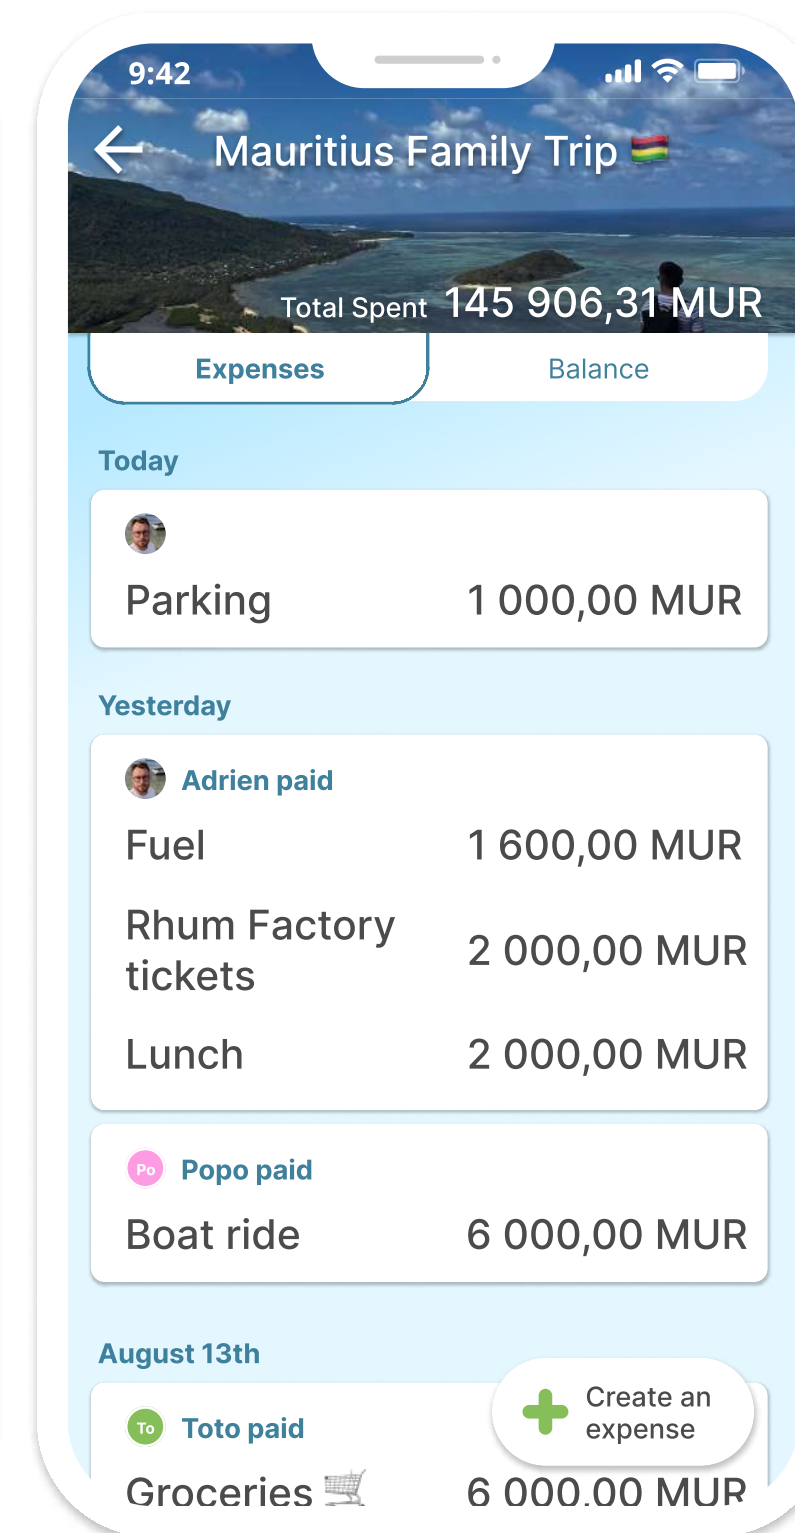 9:42
Mauritius Family Trip 🇲🇺
Total Spent 145 906,31 MUR
Expenses
Balance
Today
Parking 1 000,00 MUR
Yesterday
Adrien paid
Fuel 1 600,00 MUR
Rhum Factory
tickets
2 000,00 MUR
Lunch 2 000,00 MUR
Po Popo paid
Boat ride 6 000,00 MUR
August 13th
To Toto paid
Create an
expense
Groceries 🛒 6 000,00 MUR